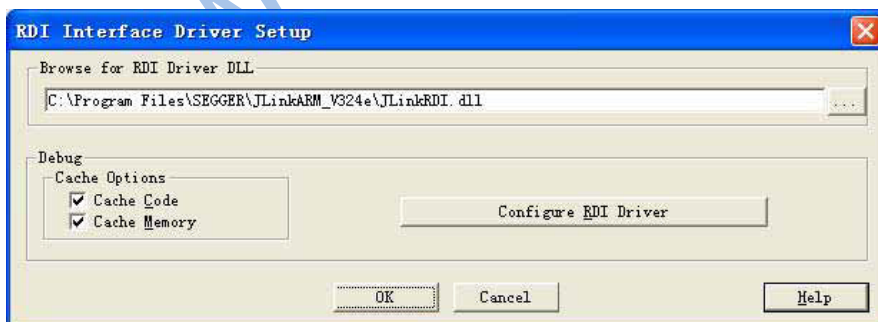 RDI Interface Driver Setup
Browse for RDI Driver DLL
C:\Program Files\SEGGER\JLinkARM_V324e\JLinkRDI.dll
...
Debug
Cache Options
Cache Code
Cache Memory
Configure RDI Driver
OK
Cancel
Help